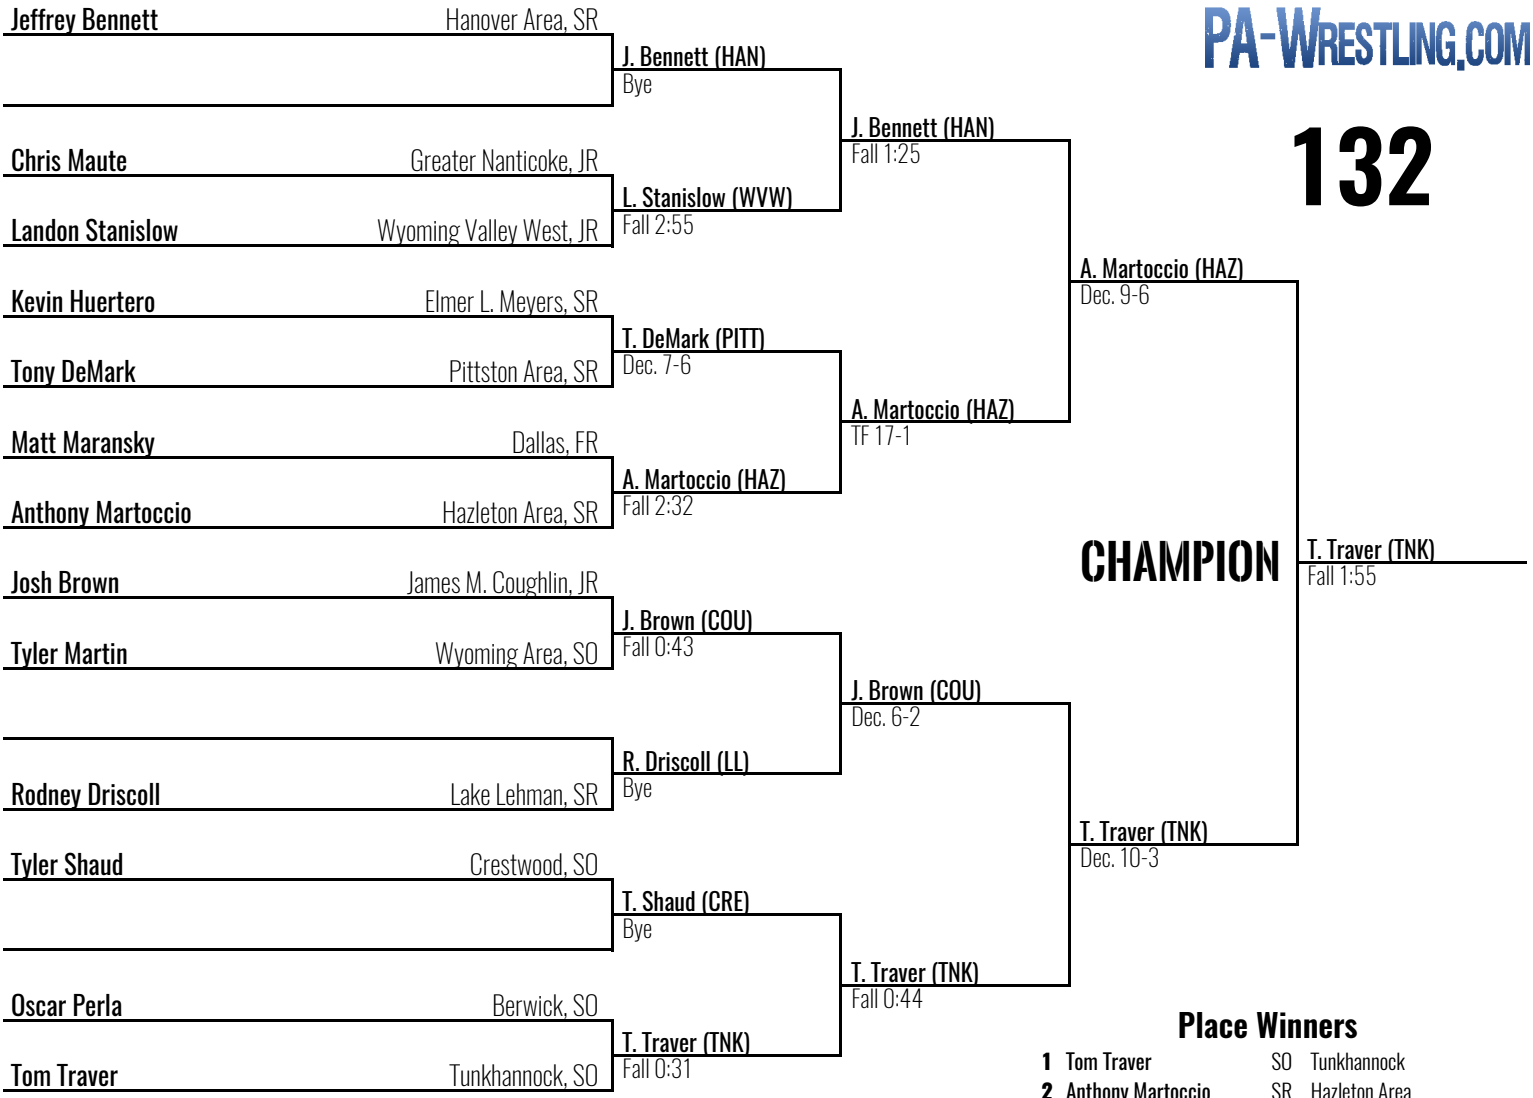 Jeffrey Bennett Hanover Area, SR
J. Bennett (HAN)
Bye
PA-WRESTLING.COM
132
J. Bennett (HAN)
Fall 1:25
Chris Maute Greater Nanticoke, JR
L. Stanislow (WVW)
Fall 2:55
Landon Stanislow Wyoming Valley West, JR
A. Martoccio (HAZ)
Dec. 9-6
Kevin Huertero Elmer L. Meyers, SR
T. DeMark (PITT)
Dec. 7-6
Tony DeMark Pittston Area, SR
A. Martoccio (HAZ)
TF 17-1
Matt Maransky Dallas, FR
A. Martoccio (HAZ)
Fall 2:32
Anthony Martoccio Hazleton Area, SR
CHAMPION
T. Traver (TNK)
Fall 1:55
Josh Brown James M. Coughlin, JR
J. Brown (COU)
Fall 0:43
Tyler Martin Wyoming Area, SO
J. Brown (COU)
Dec. 6-2
R. Driscoll (LL)
Bye
Rodney Driscoll Lake Lehman, SR
T. Traver (TNK)
Dec. 10-3
Tyler Shaud Crestwood, SO
T. Shaud (CRE)
Bye
T. Traver (TNK)
Fall 0:44
Oscar Perla Berwick, SO
T. Traver (TNK)
Fall 0:31
Tom Traver Tunkhannock, SO
Place Winners
1 Tom Traver SO Tunkhannock
2 Anthony Martoccio SR Hazleton Area